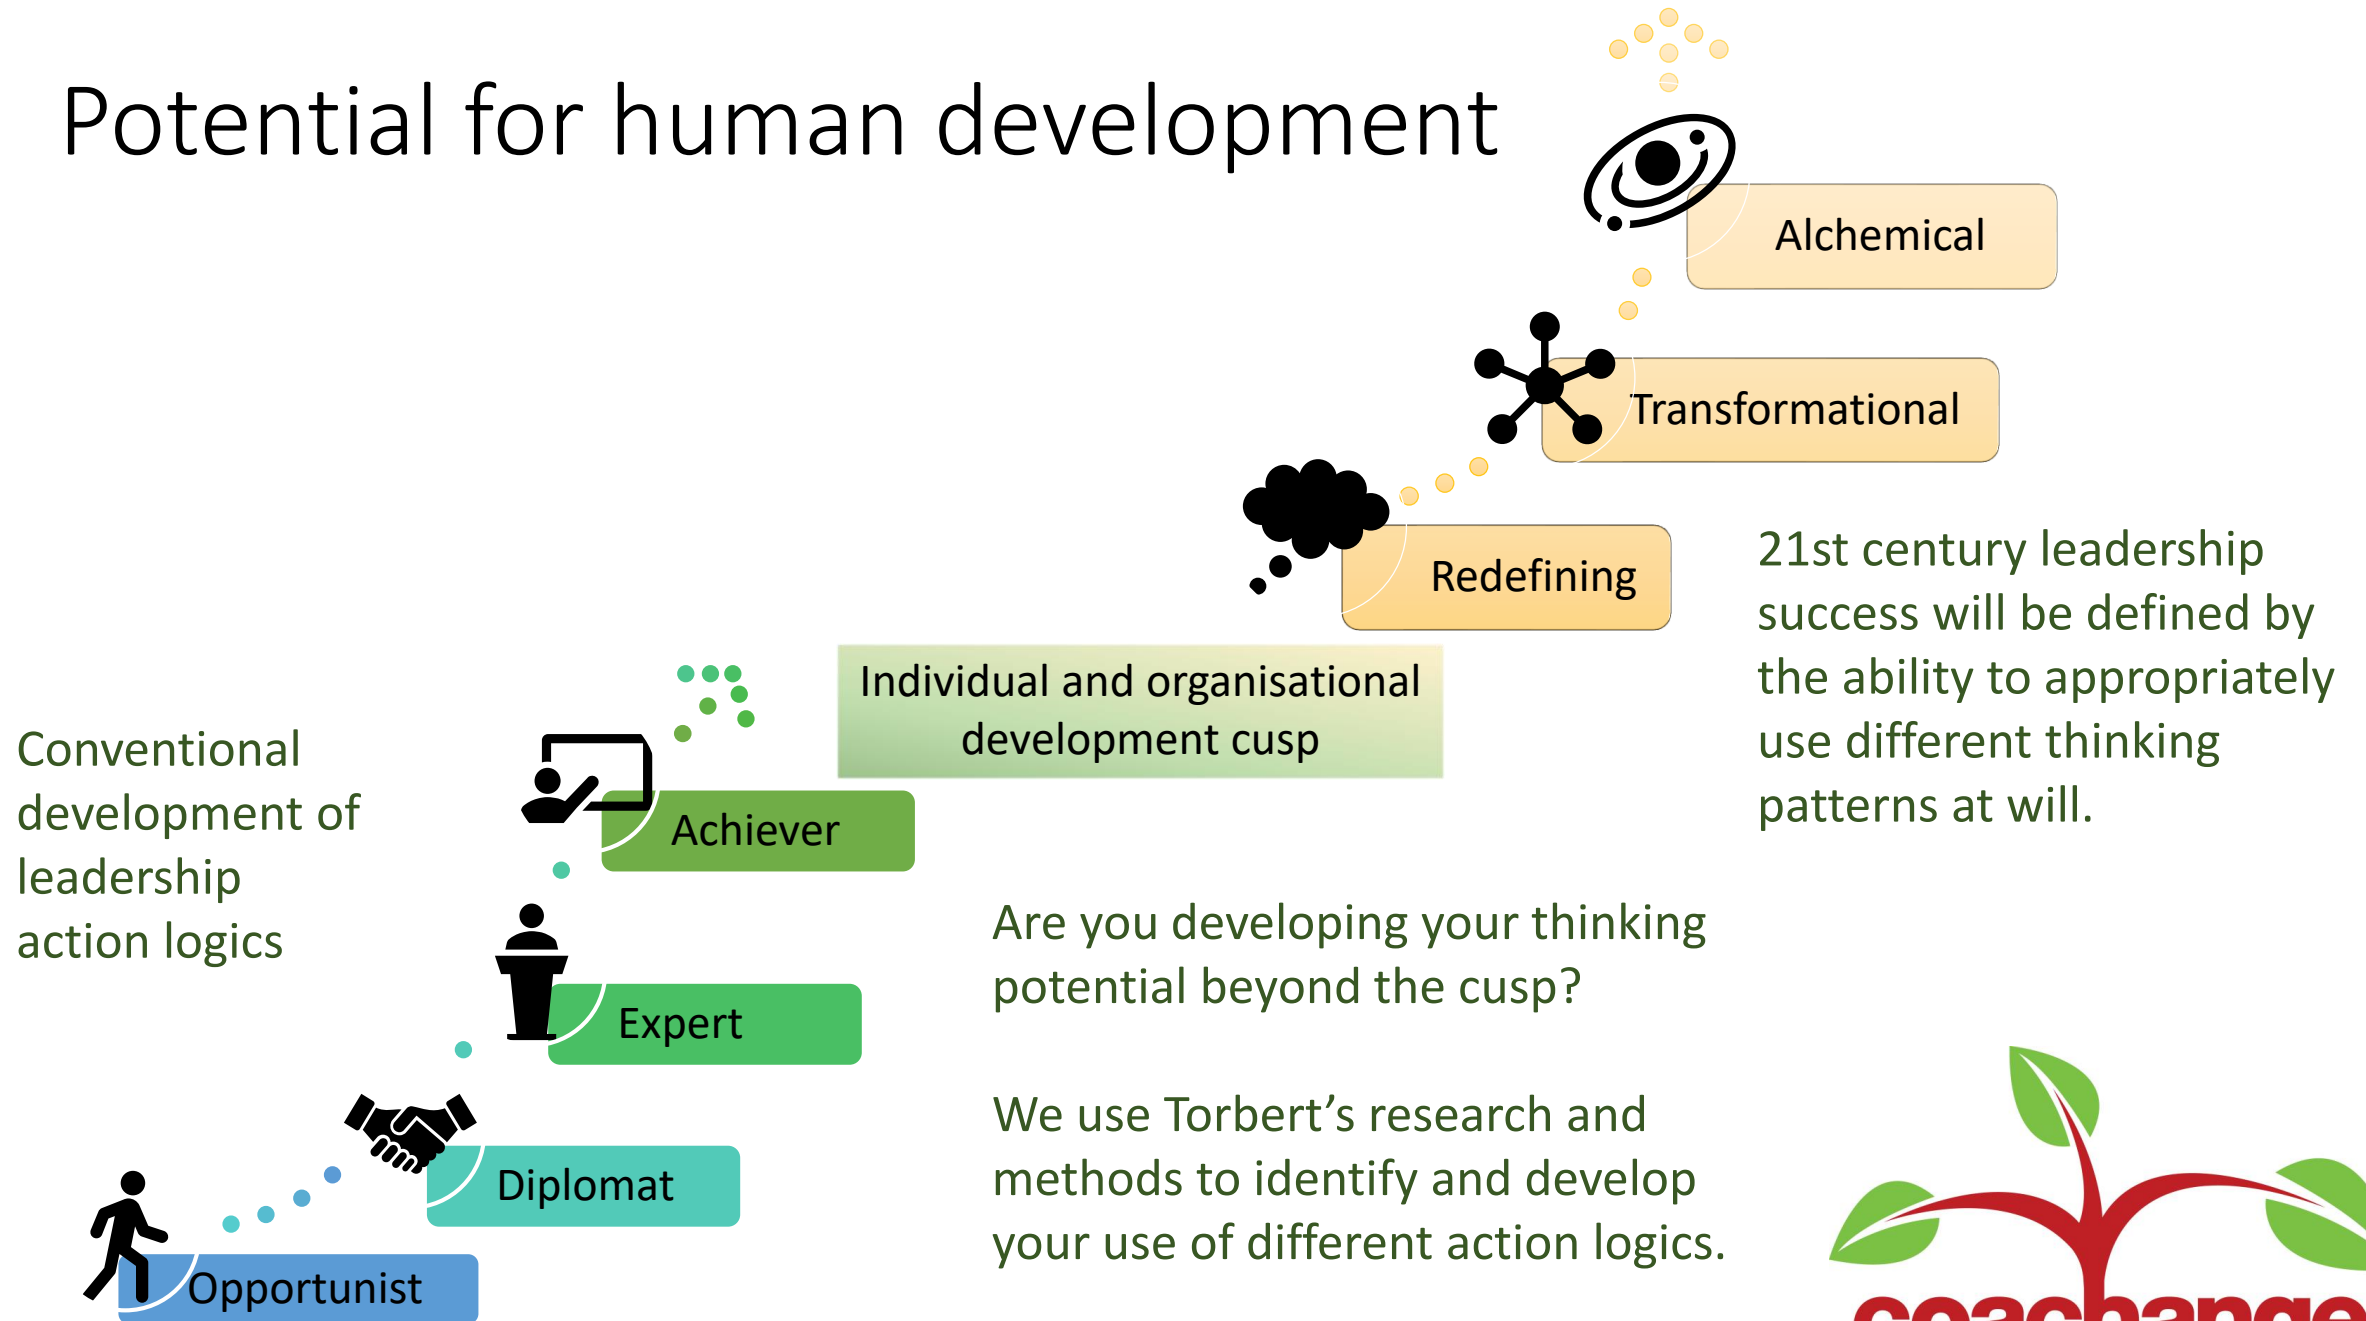 Potential for human development
Alchemical
Transformational
Redefining
21st century leadership
success will be defined by
the ability to appropriately
use different thinking
patterns at will.
Individual and organisational
development cusp
Conventional
development of
leadership
action logics
Achiever
Expert
Diplomat
Opportunist
Are you developing your thinking
potential beyond the cusp?
We use Torbert’s research and
methods to identify and develop
your use of different action logics.
coachange